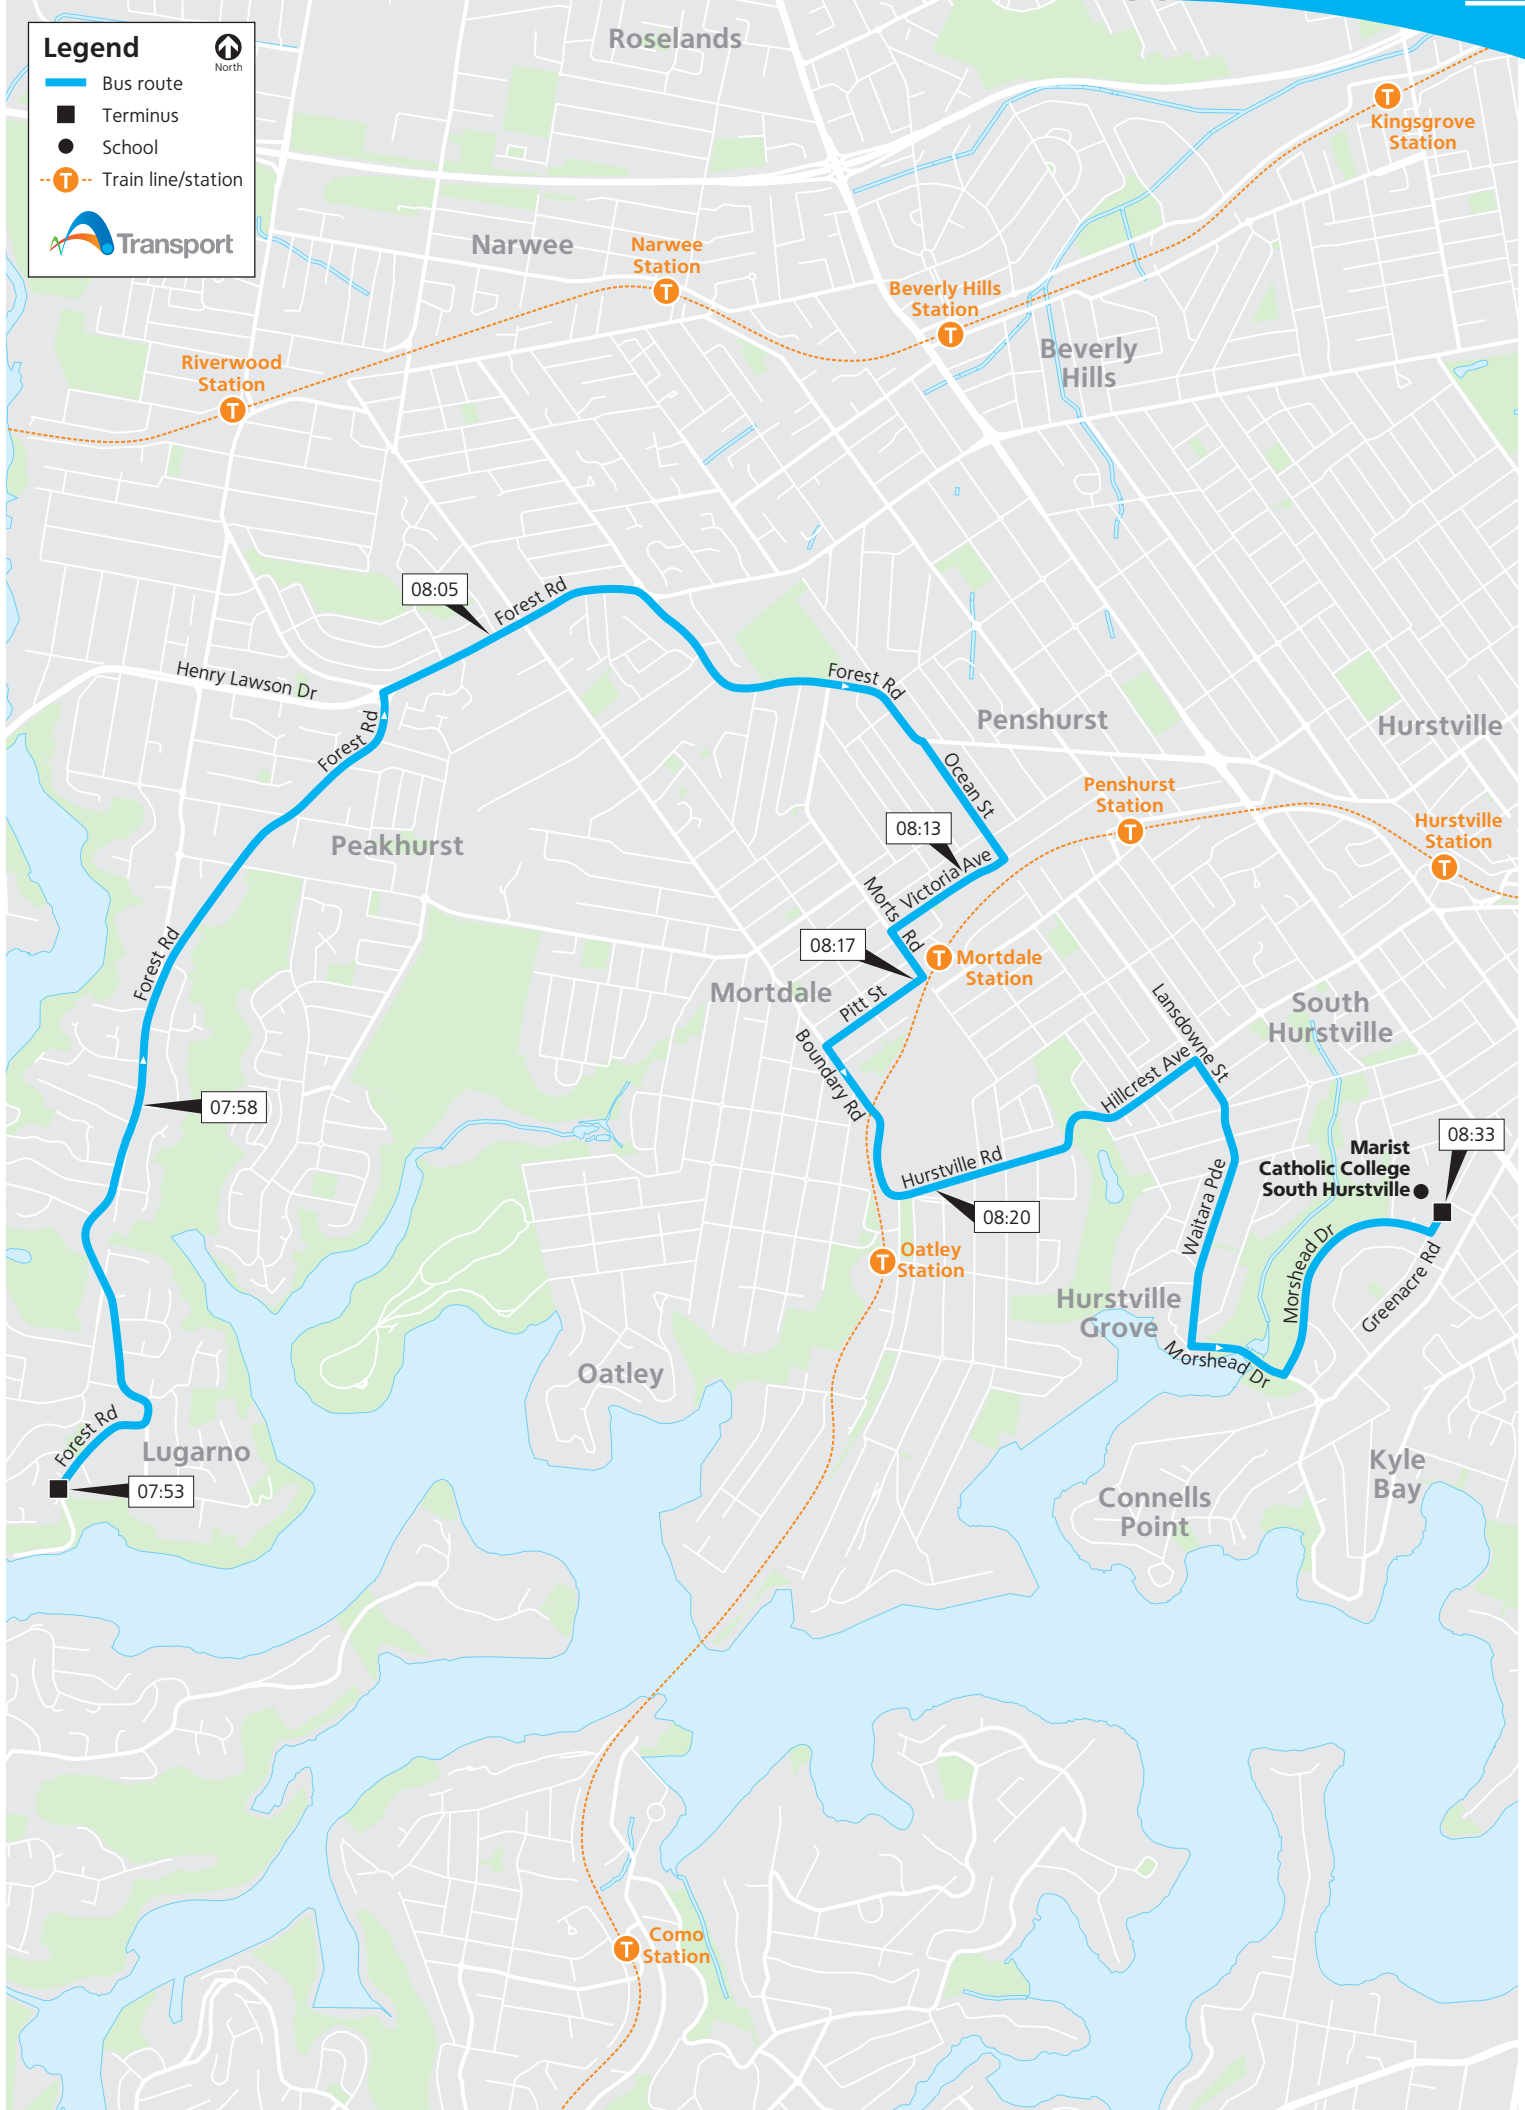 Legend
North
Bus route
Terminus
School
T
Train line/station
Transport
Roselands
T
Kingsgrove
Station
Narwee
Narwee
Station
T
Beverly Hills
Station
T
Beverly
Hills
Riverwood
Station
T
08:05
Forest Rd
Henry Lawson Dr
Forest Rd
Forest Rd
Penshurst
Hurstville
Ocean St
Penshurst
Station
T
Hurstville
Station
T
08:13
Peakhurst
Victoria Ave
Morts Rd
08:17
T
Mortdale
Station
Mortdale
Pitt St
Forest Rd
Lansdowne St
South
Hurstville
Boundary Rd
Hillcrest Ave
07:58
08:33
Marist
Catholic College
South Hurstville
Hurstville Rd
Waitara Pde
08:20
Oatley
Station
T
Morshead Dr
Greenacre Rd
Hurstville
Grove
Morshead Dr
Oatley
Forest Rd
Lugarno
Kyle
Bay
07:53
Connells
Point
T
Como
Station